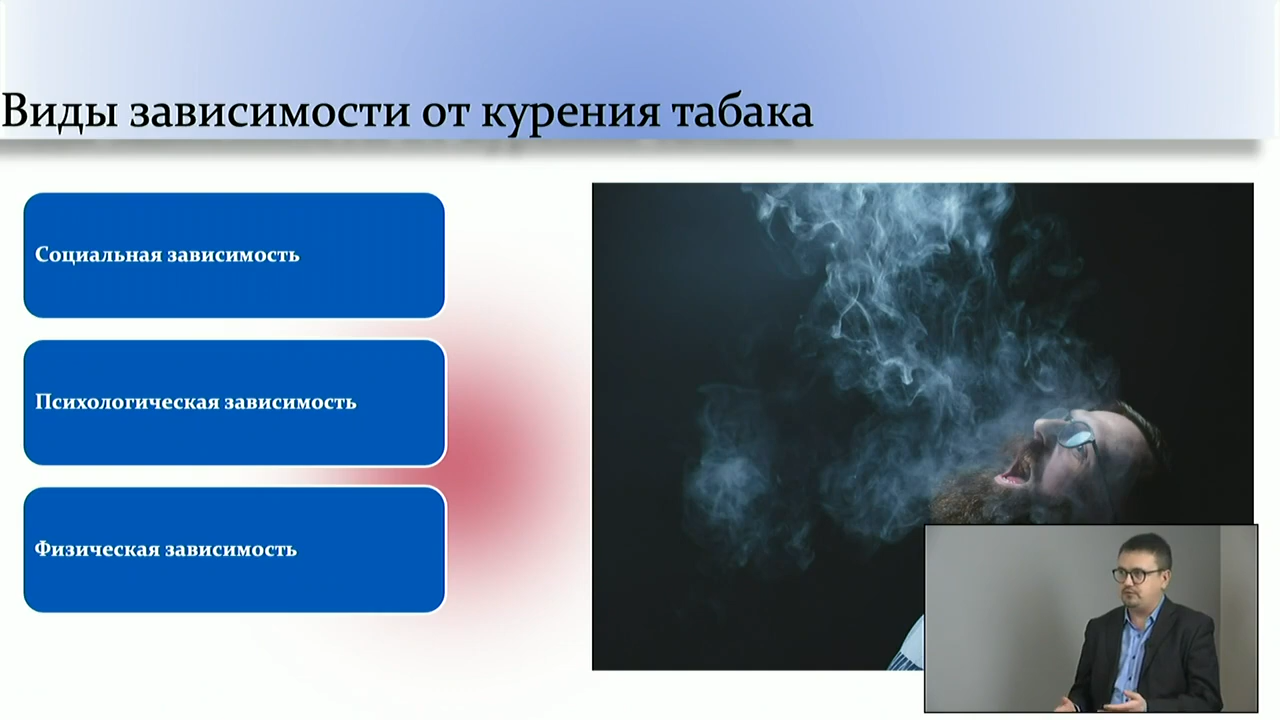 Виды зависимости от курения табака
Социальная зависимость
Психологическая зависимость
Физическая зависимость